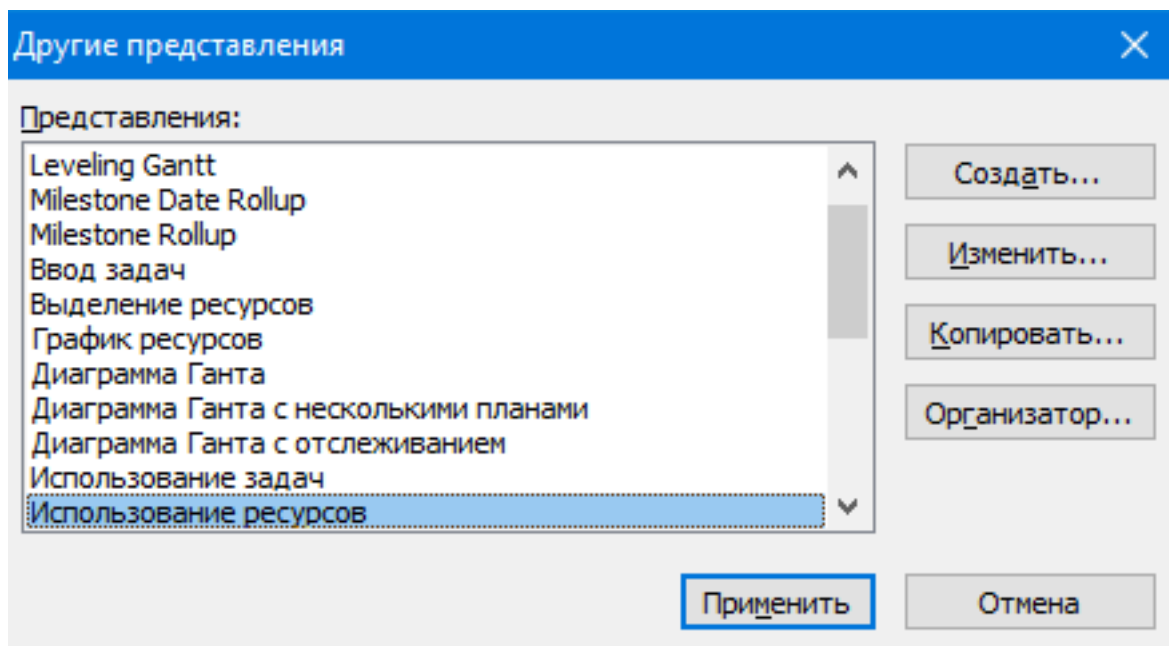 Другие представления
Представления:
Leveling Gantt
Milestone Date Rollup
Milestone Rollup
Ввод задач
Выделение ресурсов
График ресурсов
Диаграмма Ганта
Диаграмма Ганта с несколькими планами
Диаграмма Ганта с отслеживанием
Использование задач
Использование ресурсов
Создать...
Изменить...
Копировать...
Организатор...
Применить
Отмена